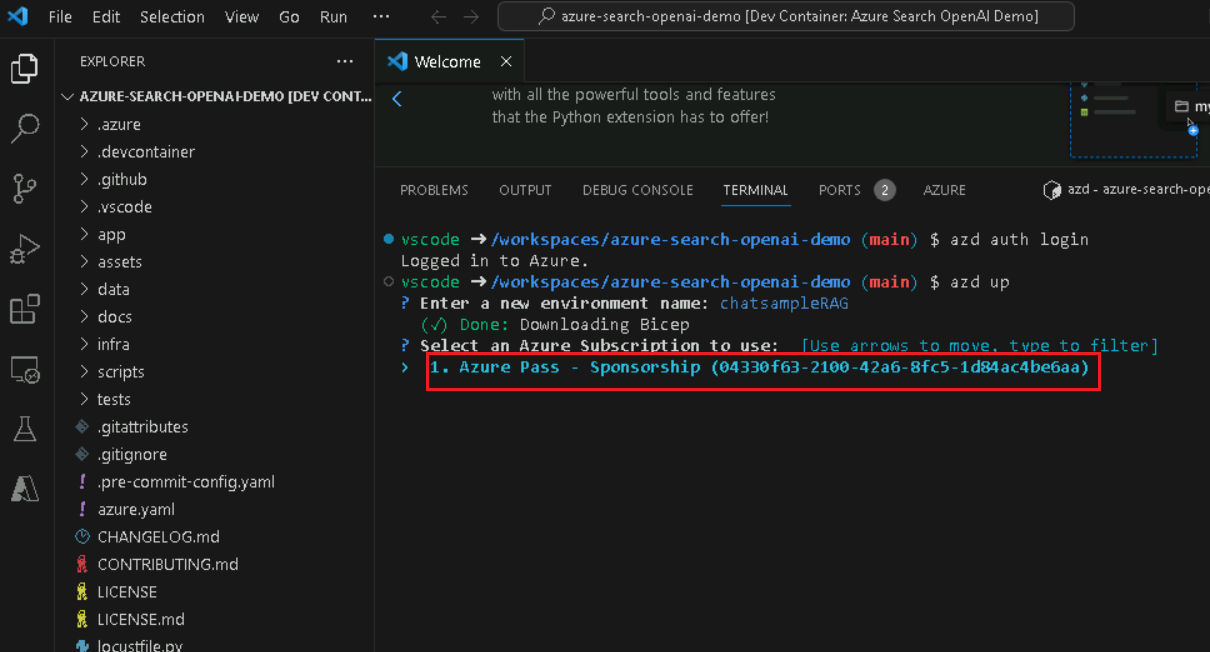 File Edit Selection View Go Run ··· azure-search-openai-demo [Dev Container: Azure Search OpenAI Demo]
EXPLORER ···
AZURE-SEARCH-OPENAI-DEMO [DEV CONT...
.azure
.devcontainer
.github
.vscode
app
assets
data
docs
infra
scripts
tests
.gitattributes
.gitignore
.pre-commit-config.yaml
azure.yaml
CHANGELOG.md
CONTRIBUTING.md
LICENSE
LICENSE.md
locustfile.py
Welcome
with all the powerful tools and features
that the Python extension has to offer!
my
PROBLEMS OUTPUT DEBUG CONSOLE TERMINAL PORTS 2 AZURE azd - azure-search-ope
vscode ➜ /workspaces/azure-search-openai-demo (main) $ azd auth login
Logged in to Azure.
vscode ➜ /workspaces/azure-search-openai-demo (main) $ azd up
? Enter a new environment name: chatsampleRAG
(✓) Done: Downloading Bicep
? Select an Azure Subscription to use: [Use arrows to move, type to filter]
> 1. Azure Pass - Sponsorship (04330f63-2100-42a6-8fc5-1d84ac4be6aa)